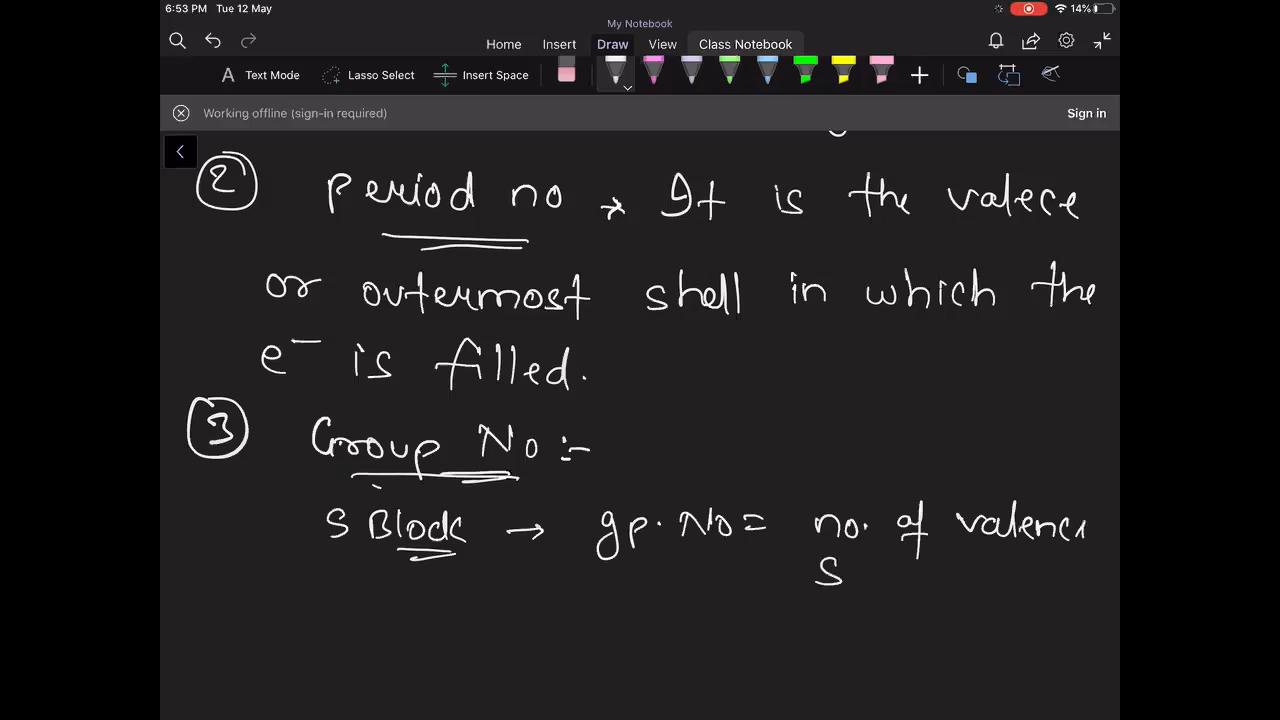 6:53 PM Tue 12 May
14%
My Notebook
Home Insert Draw View Class Notebook
Text Mode Lasso Select Insert Space
Working offline (sign-in required) Sign in
2 Period no → It is the valece
or outermost shell in which the
e⁻ is filled.
3 Group No :-
S Block → gp. No = no. of valence
S